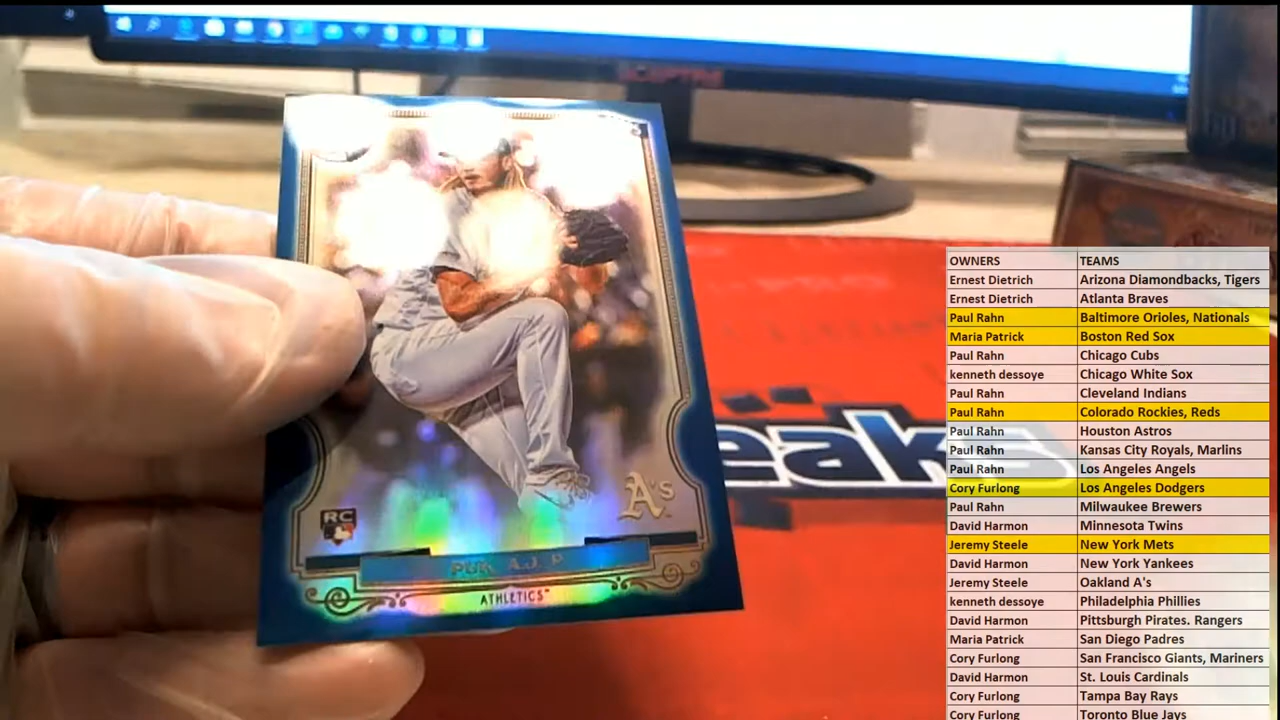 SCEPTRE
A's
RC
PUK, A.J. P
ATHLETICS™
eaks
OWNERS TEAMS
Ernest Dietrich Arizona Diamondbacks, Tigers
Ernest Dietrich Atlanta Braves
Paul Rahn Baltimore Orioles, Nationals
Maria Patrick Boston Red Sox
Paul Rahn Chicago Cubs
kenneth dessoye Chicago White Sox
Paul Rahn Cleveland Indians
Paul Rahn Colorado Rockies, Reds
Paul Rahn Houston Astros
Paul Rahn Kansas City Royals, Marlins
Paul Rahn Los Angeles Angels
Cory Furlong Los Angeles Dodgers
Paul Rahn Milwaukee Brewers
David Harmon Minnesota Twins
Jeremy Steele New York Mets
David Harmon New York Yankees
Jeremy Steele Oakland A's
kenneth dessoye Philadelphia Phillies
David Harmon Pittsburgh Pirates. Rangers
Maria Patrick San Diego Padres
Cory Furlong San Francisco Giants, Mariners
David Harmon St. Louis Cardinals
Cory Furlong Tampa Bay Rays
Cory Furlong Toronto Blue Jays